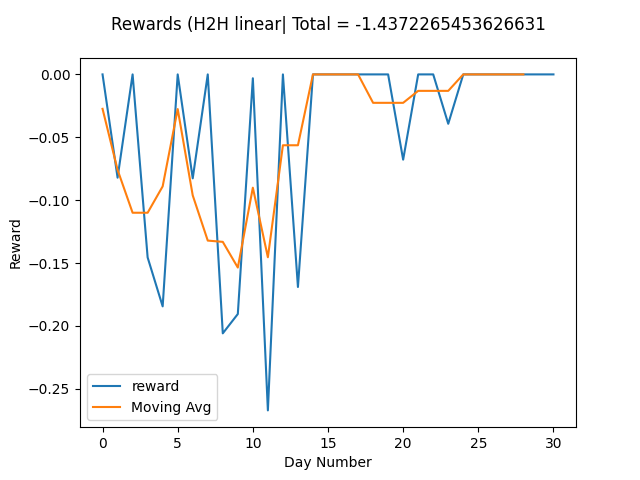 Rewards (H2H linear| Total = -1.4372265453626631
0.00
−0.05
−0.10
−0.15
−0.20
−0.25
Reward
reward
Moving Avg
0 5 10 15 20 25 30
Day Number